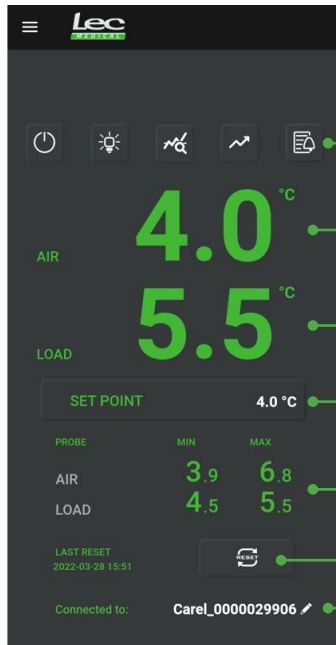 Lec
MEDICAL
4.0 °C
AIR
5.5 °C
LOAD
SET POINT 4.0 °C
PROBE MIN MAX
AIR 3.9 6.8
LOAD 4.5 5.5
LAST RESET
2022-03-28 15:51
RESET
Connected to: Carel_0000029906